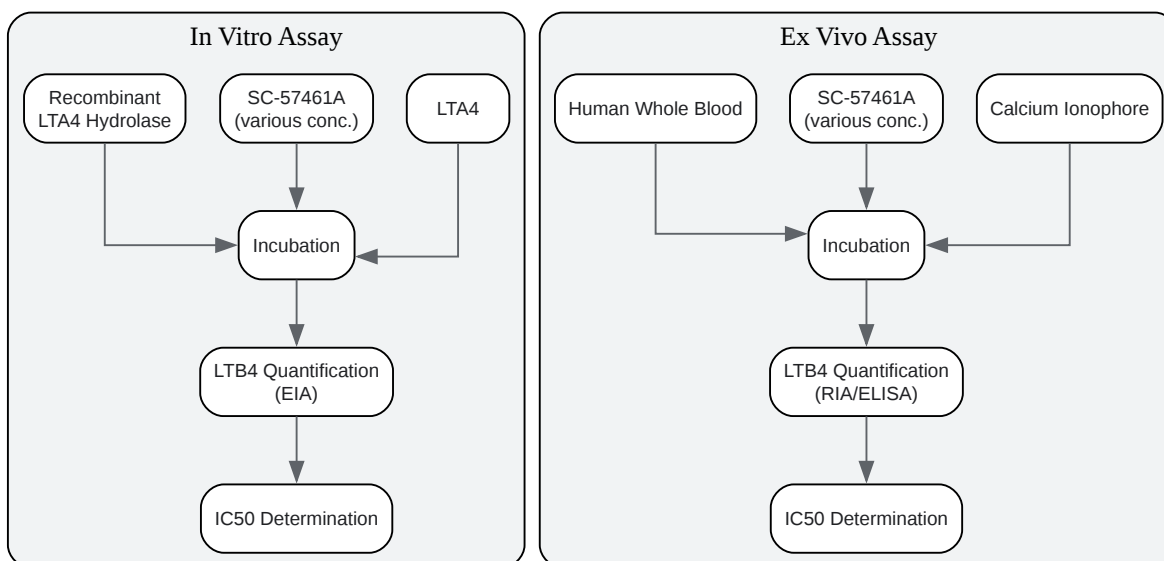 In Vitro Assay
Recombinant
LTA4 Hydrolase
SC-57461A
(various conc.)
LTA4
Incubation
LTB4 Quantification
(EIA)
IC50 Determination
Ex Vivo Assay
Human Whole Blood
SC-57461A
(various conc.)
Calcium Ionophore
Incubation
LTB4 Quantification
(RIA/ELISA)
IC50 Determination